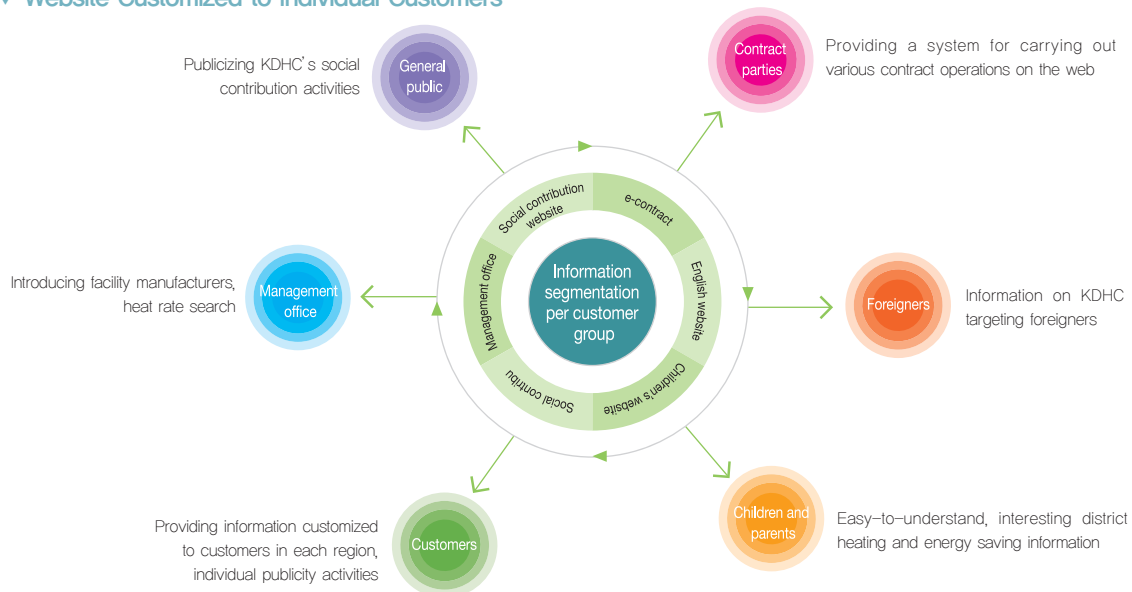 Website Customized to Individual Customers
Publicizing KDHC's social
contribution activities
General
public
Contract
parties
Providing a system for carrying out
various contract operations on the web
Social contribution
website
e-contract
Management office
English website
Social contribu
Children's website
Information
segmentation
per customer
group
Introducing facility manufacturers,
heat rate search
Management
office
Foreigners
Information on KDHC
targeting foreigners
Providing information customized
to customers in each region,
individual publicity activities
Customers
Children and
parents
Easy-to-understand, interesting district
heating and energy saving information